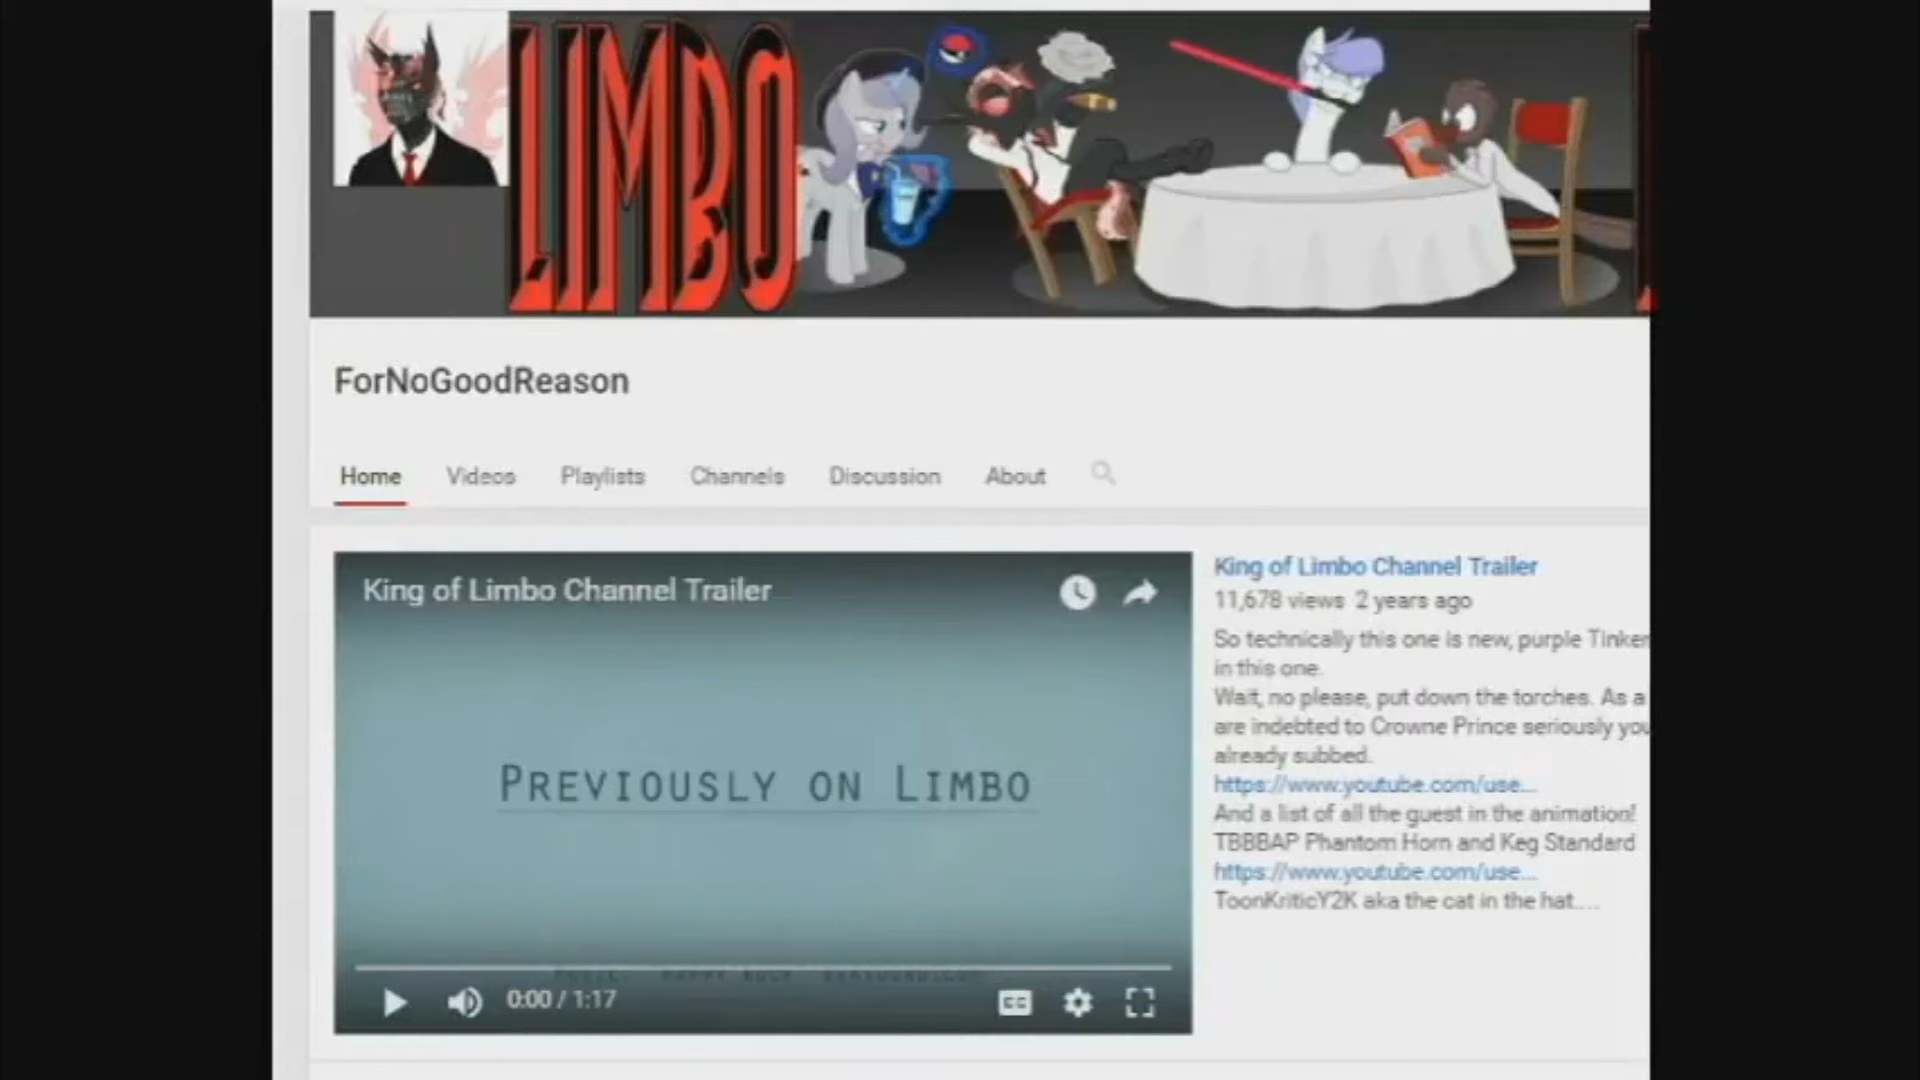 LIMBO
ForNoGoodReason
Home Videos Playlists Channels Discussion About
King of Limbo Channel Trailer
PREVIOUSLY ON LIMBO
0:00 / 1:17
CC
King of Limbo Channel Trailer
11,678 views 2 years ago
So technically this one is new, purple Tinker
in this one.
Wait, no please, put down the torches. As a
are indebted to Crowne Prince seriously you
already subbed.
https://www.youtube.com/use...
And a list of all the guest in the animation!
TBBBAP Phantom Horn and Keg Standard
https://www.youtube.com/use...
ToonKriticY2K aka the cat in the hat....